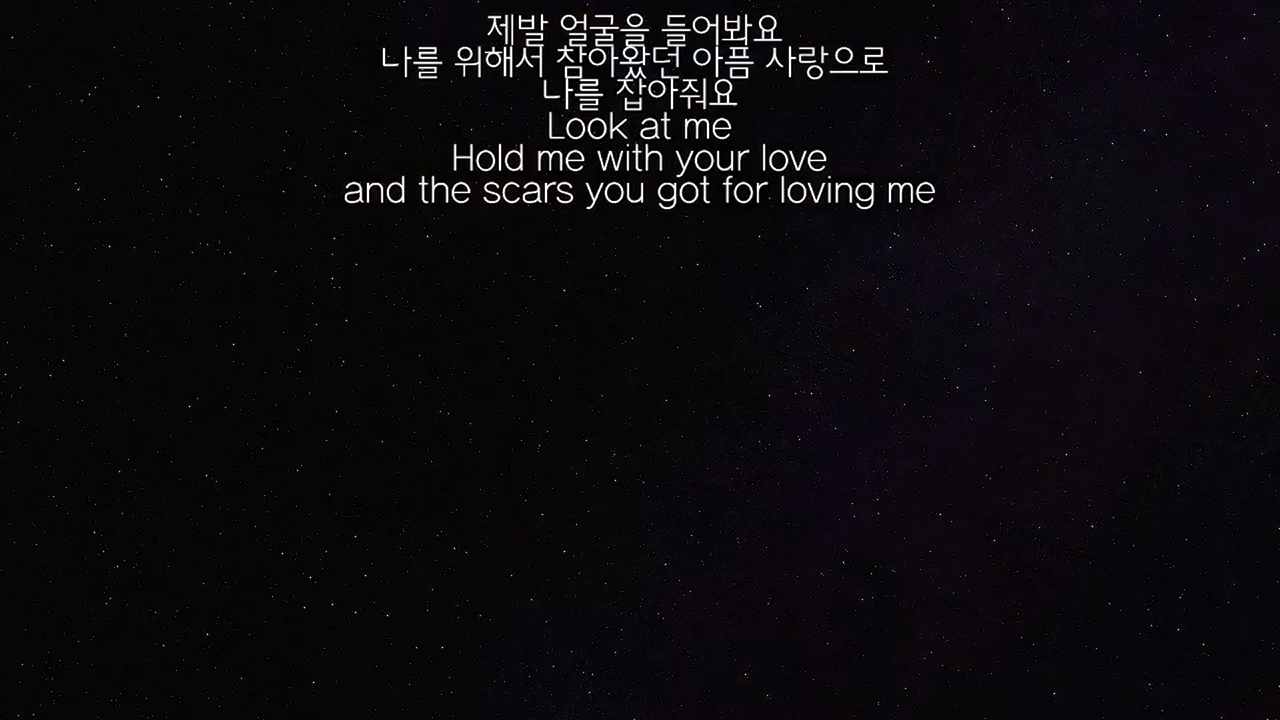 제발 얼굴을 들어봐요
나를 위해서 참아왔던 아픔 사랑으로
나를 잡아줘요
Look at me
Hold me with your love
and the scars you got for loving me